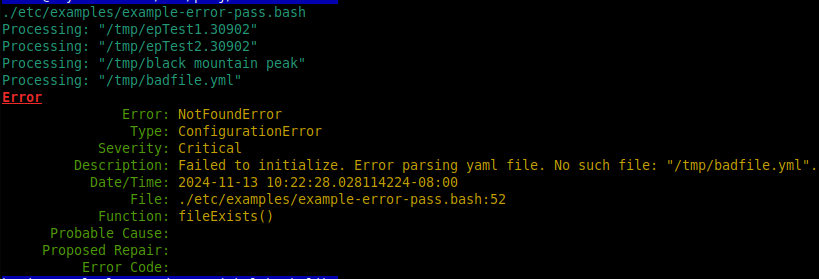 ./etc/examples/example-error-pass.bash
Processing: "/tmp/epTest1.30902"
Processing: "/tmp/epTest2.30902"
Processing: "/tmp/black mountain peak"
Processing: "/tmp/badfile.yml"
Error
Error: NotFoundError
Type: ConfigurationError
Severity: Critical
Description: Failed to initialize. Error parsing yaml file. No such file: "/tmp/badfile.yml".
Date/Time: 2024-11-13 10:22:28.028114224-08:00
File: ./etc/examples/example-error-pass.bash:52
Function: fileExists()
Probable Cause:
Proposed Repair:
Error Code: